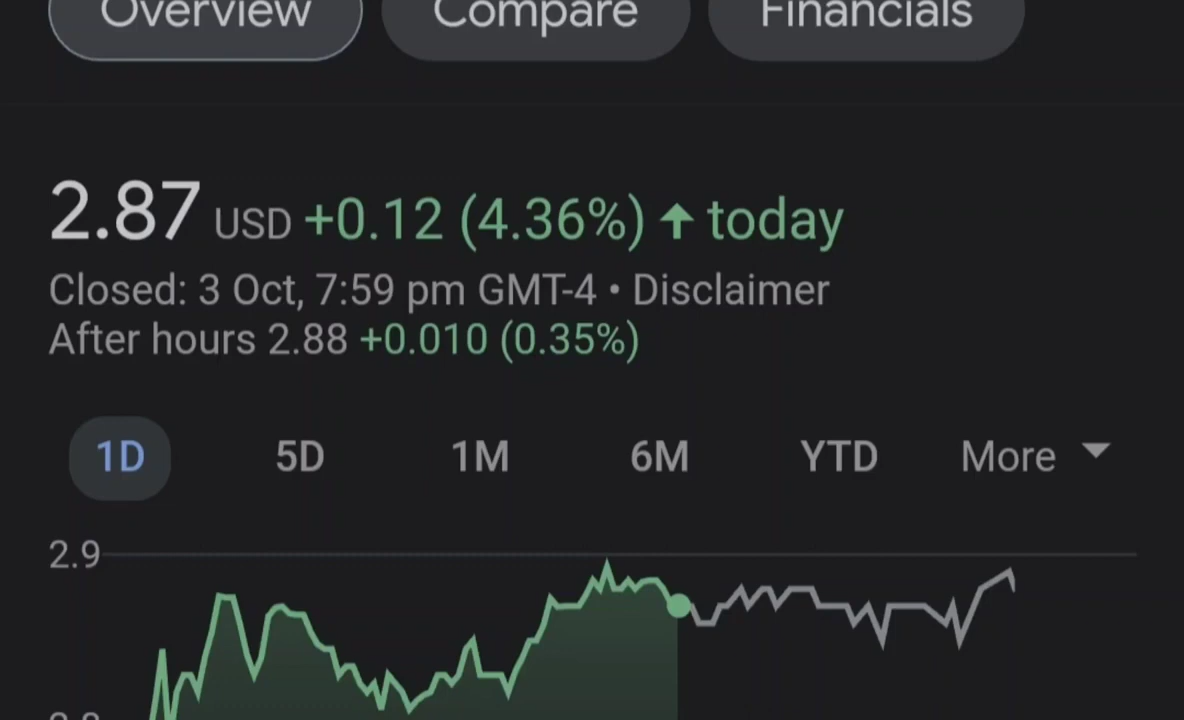 Overview Compare Financials
2.87 USD +0.12 (4.36%) ↑ today
Closed: 3 Oct, 7:59 pm GMT-4 • Disclaimer
After hours 2.88 +0.010 (0.35%)
1D 5D 1M 6M YTD More
2.9